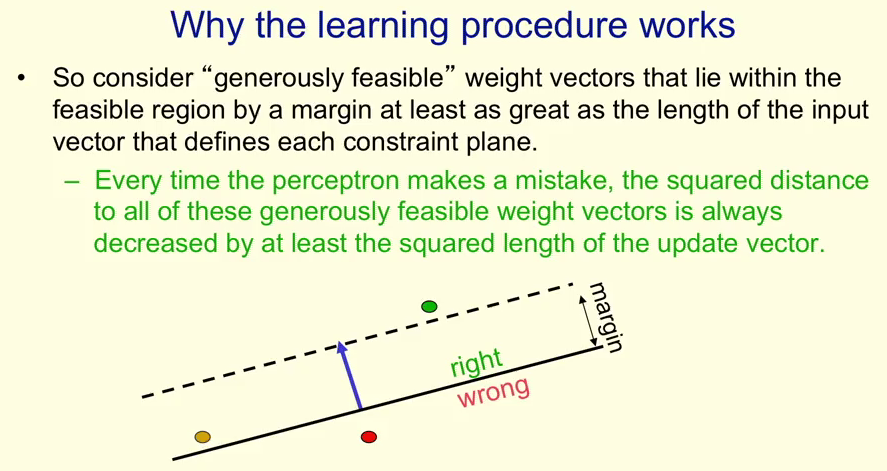 Why the learning procedure works
• So consider “generously feasible” weight vectors that lie within the
feasible region by a margin at least as great as the length of the input
vector that defines each constraint plane.
– Every time the perceptron makes a mistake, the squared distance
to all of these generously feasible weight vectors is always
decreased by at least the squared length of the update vector.
margin
right
wrong